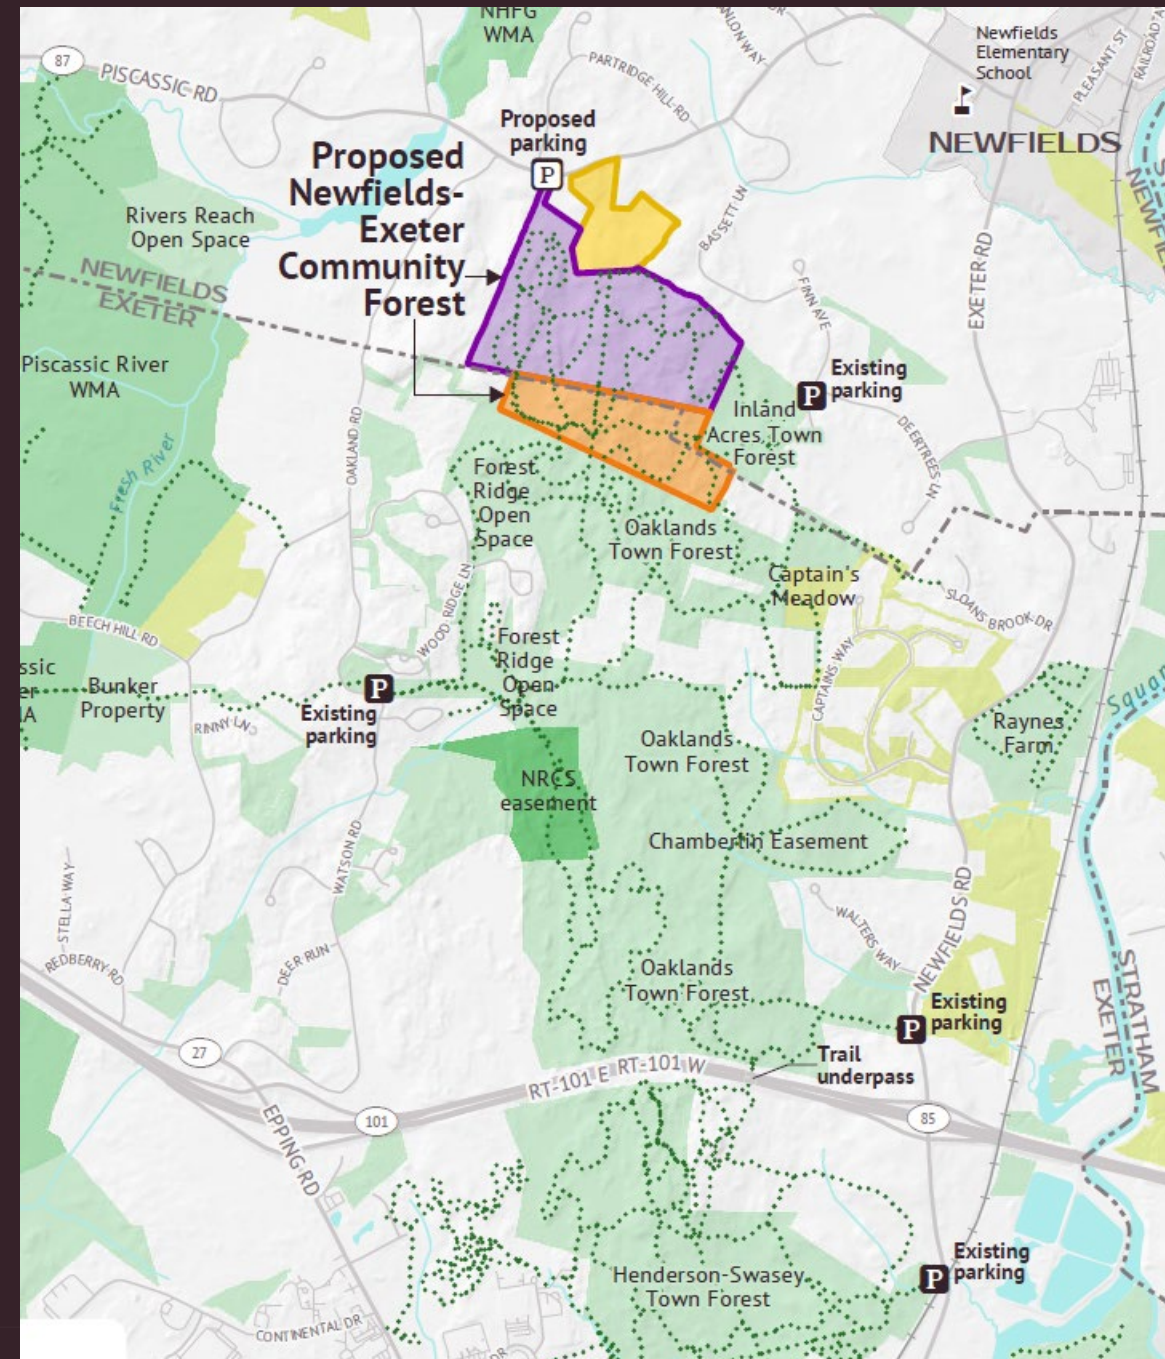 NHFG
WMA
87
PISCASSIC RD
PARTRIDGE HILL RD
Newfields
Elementary
School
PLEASANT ST
NEWFIELDS
Proposed
parking
P
Proposed
Newfields-
Exeter
Community
Forest
Rivers Reach
Open Space
BASSETT LN
EXETER RD
NEWFIELDS
EXETER
FINN AVE
Piscassic River
WMA
Existing
parking
P
Inland
Acres Town
Forest
OAKLAND RD
DEERTREES LN
Fresh River
Forest
Ridge
Open
Space
Oaklands
Town Forest
Captain's
Meadow
SLOANS BROOK DR
BEECH HILL RD
WOOD RIDGE LN
Forest
Ridge
Open
Space
CAPTAINS WAY
Bunker
Property
P
Existing
parking
RINNY LN
Raynes
Farm
Oaklands
Town Forest
NRCS
easement
Chamberlin Easement
STELLA WAY
WATSON RD
WALTERS WAY
NEWFIELDS RD
REDBERRY RD
DEER RUN
Oaklands
Town Forest
Existing
parking
P
STRATHAM
EXETER
27
Trail
underpass
RT-101 E
RT-101 W
101
85
EPPING RD
Existing
parking
P
Henderson-Swasey
Town Forest
CONTINENTAL DR
DR